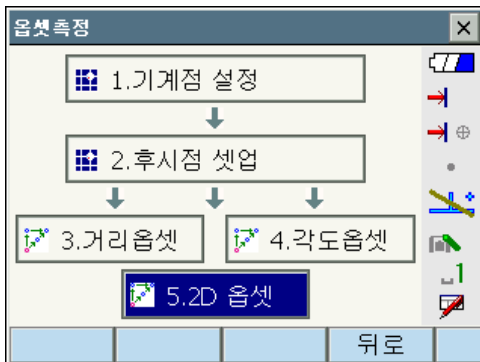 옵셋측정
1.기계점 설정
2.후시점 셋업
3.거리옵셋
4.각도옵셋
5.2D 옵셋
1
뒤로